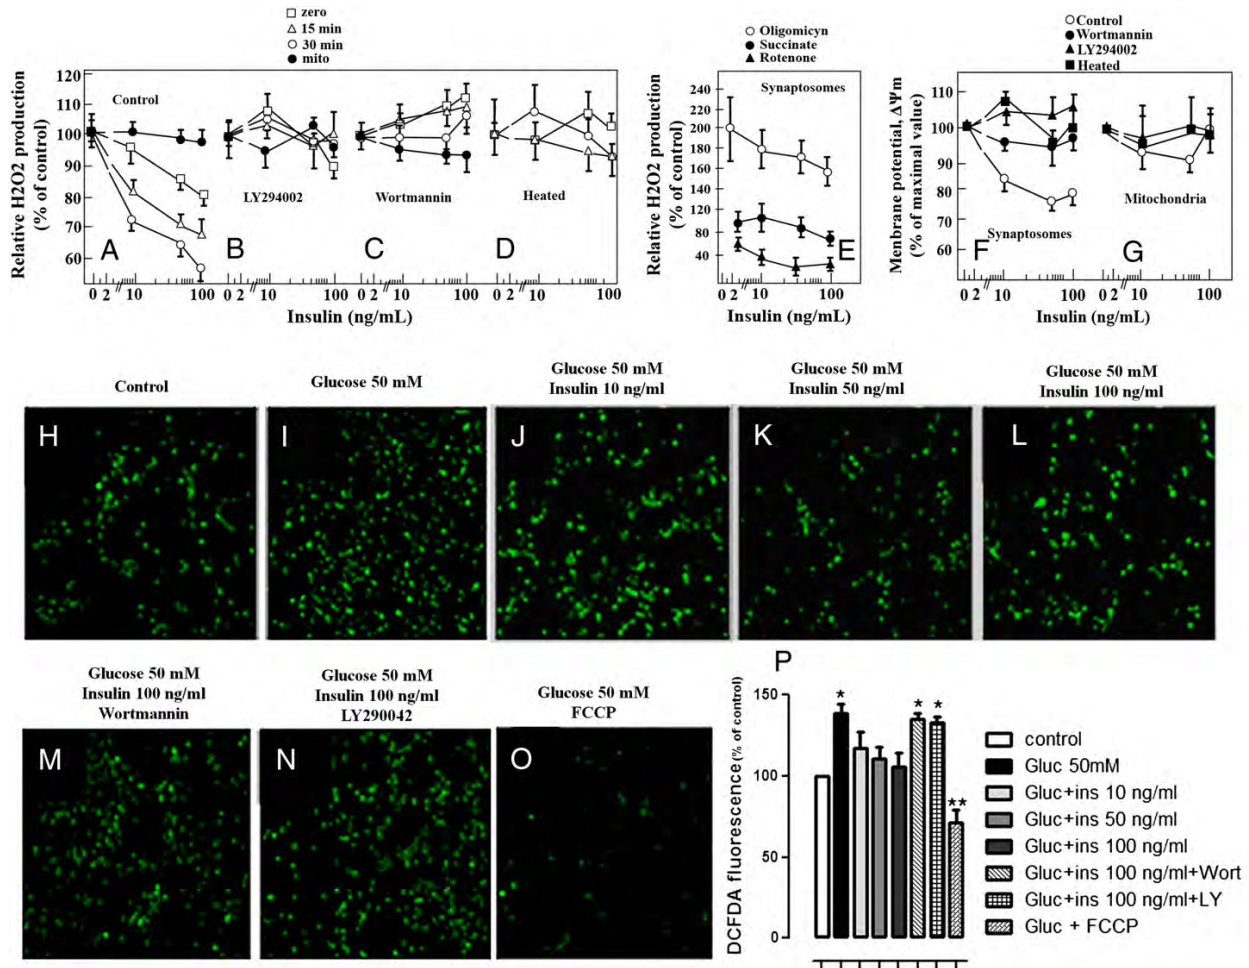 zero
15 min
30 min
mito
Relative H2O2 production
(% of control)
120
110
100
90
80
70
60
Control
LY294002
Wortmannin
Heated
A
B
C
D
0 2 10 100
0 2 10 100
0 2 10 100
0 2 10 100
Insulin (ng/mL)
Oligomicyn
Succinate
Rotenone
Relative H2O2 production
(% of control)
240
220
200
180
160
120
80
40
Synaptosomes
E
0 2 10 100
Insulin (ng/mL)
Control
Wortmannin
LY294002
Heated
Menbrane potential, ΔΨm
(% of maximal value)
110
100
90
80
70
60
Synaptosomes
Mitochondria
F
G
0 2 10 100
0 2 10 100
Insulin (ng/mL)
Control
Glucose 50 mM
Glucose 50 mM
Insulin 10 ng/ml
Glucose 50 mM
Insulin 50 ng/ml
Glucose 50 mM
Insulin 100 ng/ml
H
I
J
K
L
Glucose 50 mM
Insulin 100 ng/ml
Wortmannin
Glucose 50 mM
Insulin 100 ng/ml
LY290042
Glucose 50 mM
FCCP
M
N
O
P
DCFDA fluorescence (% of control)
150
100
50
0
*
*
*
**
control
Gluc 50mM
Gluc+ins 10 ng/ml
Gluc+ins 50 ng/ml
Gluc+ins 100 ng/ml
Gluc+ins 100 ng/ml+Wort
Gluc+ins 100 ng/ml+LY
Gluc + FCCP